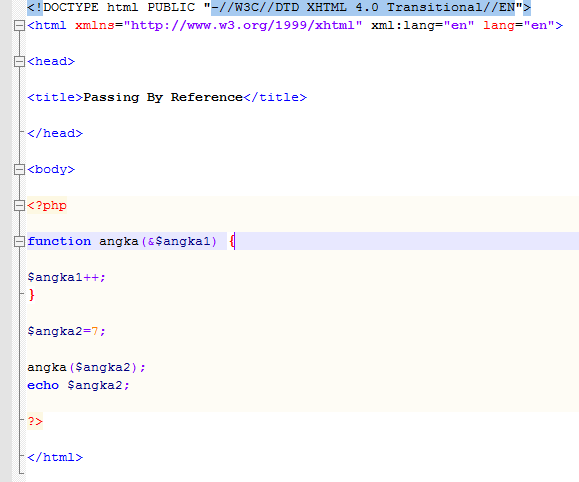 <!DOCTYPE html PUBLIC "-//W3C//DTD XHTML 4.0 Transitional//EN">
<html xmlns="http://www.w3.org/1999/xhtml" xml:lang="en" lang="en">
<head>
<title>Passing By Reference</title>
</head>
<body>
<?php
function angka(&$angka1) {
$angka1++;
}
$angka2=7;
angka($angka2);
echo $angka2;
?>
</html>